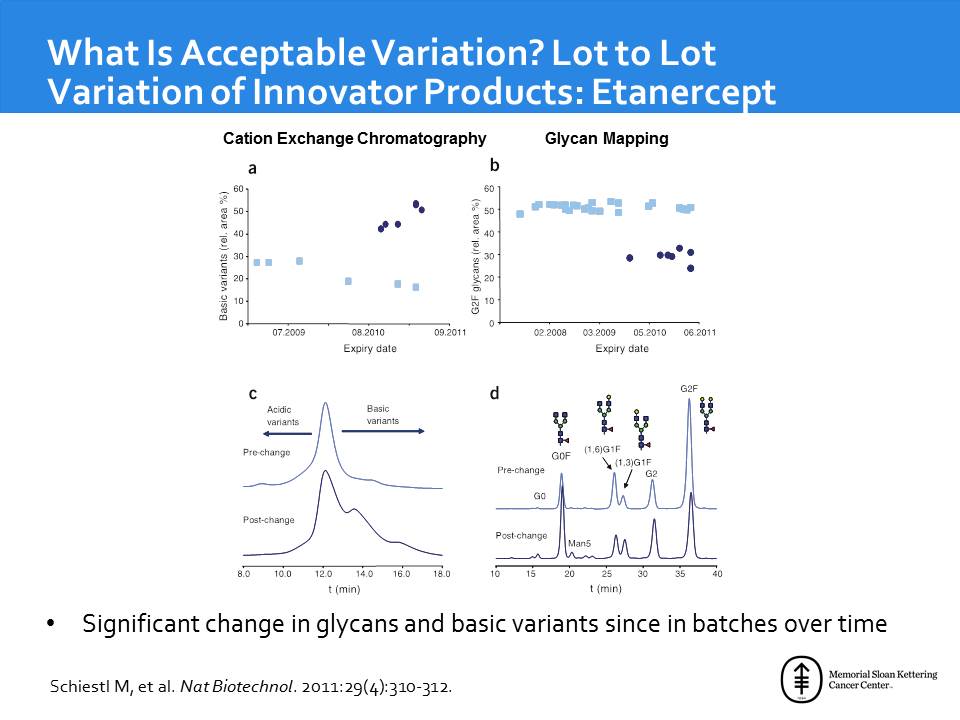 What Is Acceptable Variation? Lot to Lot
Variation of Innovator Products: Etanercept
Cation Exchange Chromatography
Glycan Mapping
a
Basic variants (rel. area %)
60
50
40
30
20
10
0
07.2009 08.2010 09.2011
Expiry date
b
G2F glycans (rel. area %)
60
50
40
30
20
10
0
02.2008 03.2009 05.2010 06.2011
Expiry date
c
Acidic
variants
Basic
variants
Pre-change
Post-change
8.0 10.0 12.0 14.0 16.0 18.0
t (min)
d
G2F
G0F
(1,6)G1F
(1,3)G1F
G2
Pre-change
G0
Post-change
Man5
10 15 20 25 30 35 40
t (min)
• Significant change in glycans and basic variants since in batches over time
Schiestl M, et al. Nat Biotechnol. 2011:29(4):310-312.
Memorial Sloan Kettering
Cancer Center